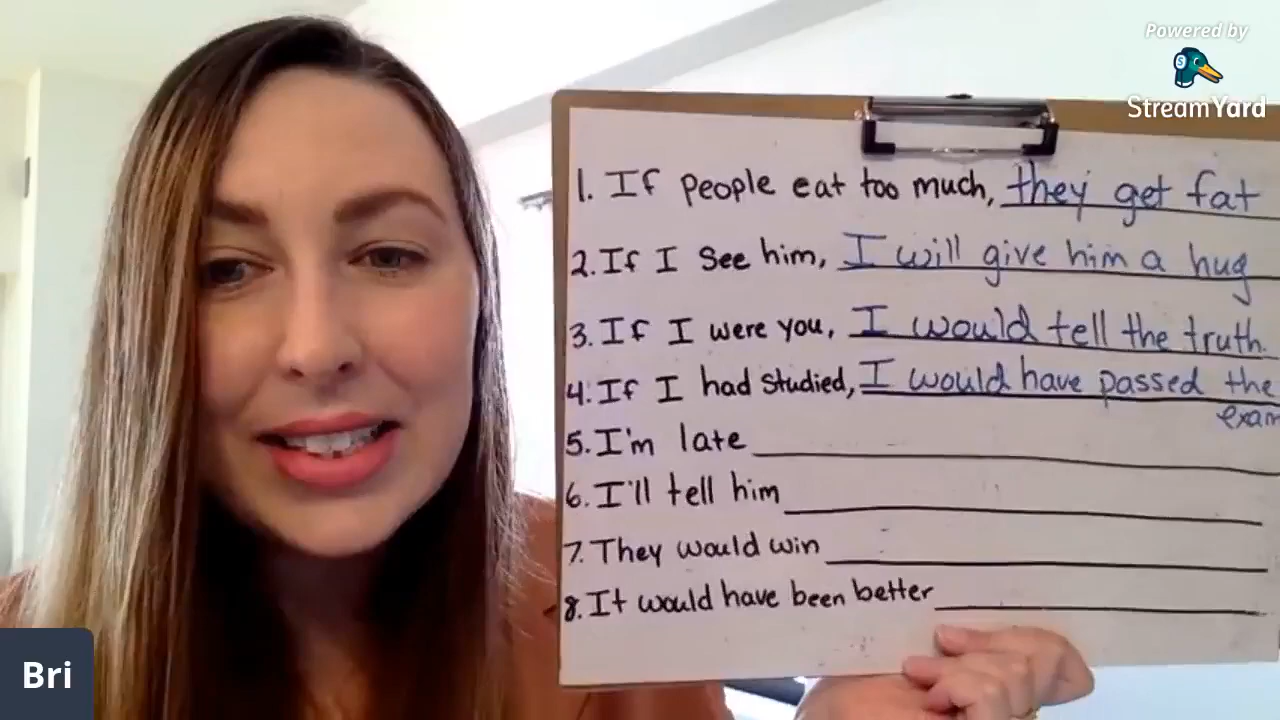 Powered by
StreamYard
1. If people eat too much, they get fat
2. If I see him, I will give him a hug
3. If I were you, I would tell the truth.
4. If I had studied, I would have passed the
exam
5. I'm late
6. I'll tell him
7. They would win
8. It would have been better
Bri